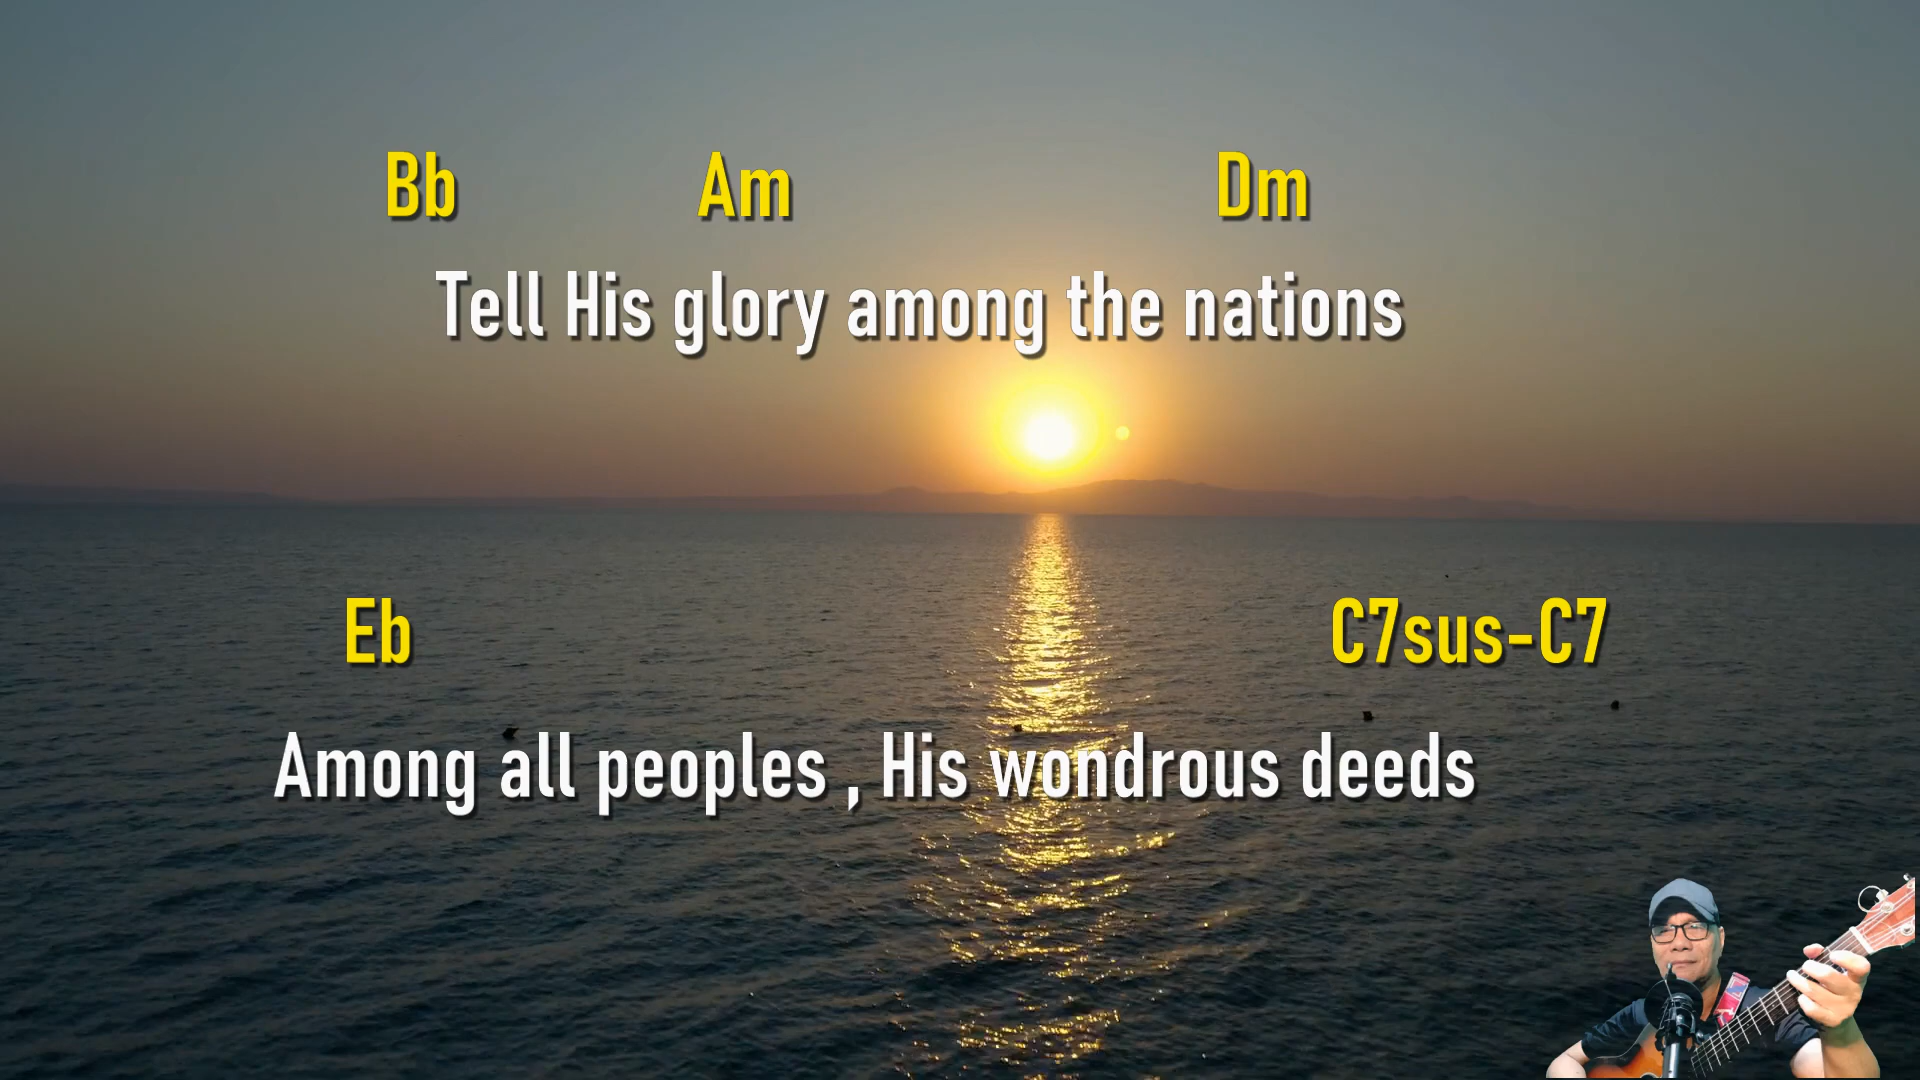 Bb Am Dm
Tell His glory among the nations
Eb C7sus-C7
Among all peoples , His wondrous deeds